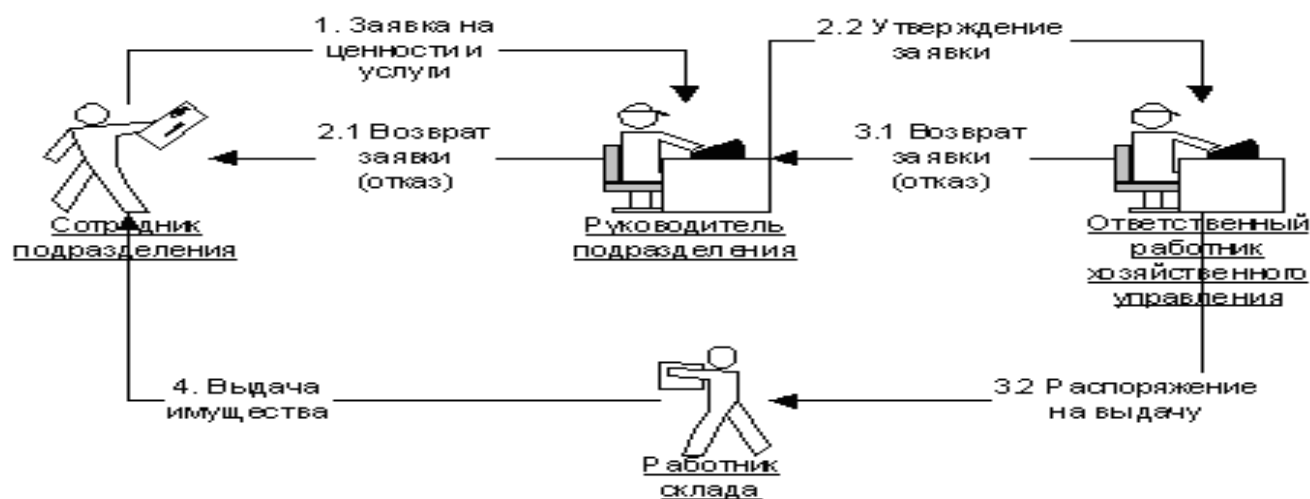 1. Заявка на
ценности и
услуги
2.2 Утверждение
заявки
2.1 Возврат
заявки
(отказ)
3.1 Возврат
заявки
(отказ)
Сотрудник
подразделения
Руководитель
подразделения
Ответственный
работник
хозяйственного
управления
4. Выдача
имущества
3.2 Распоряжение
на выдачу
Работник
склада